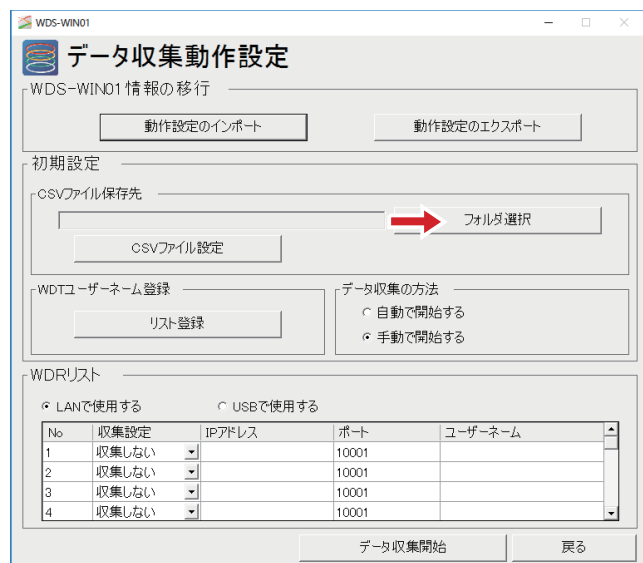 WDS-WIN01
データ収集動作設定
WDS-WIN01情報の移行
動作設定のインポート 動作設定のエクスポート
初期設定
CSVファイル保存先
フォルダ選択
CSVファイル設定
WDTユーザーネーム登録 データ収集の方法
自動で開始する
リスト登録
手動で開始する
WDRリスト
LANで使用する USBで使用する
No 収集設定 IPアドレス ポート ユーザーネーム
1 収集しない 10001
2 収集しない 10001
3 収集しない 10001
4 収集しない 10001
データ収集開始 戻る